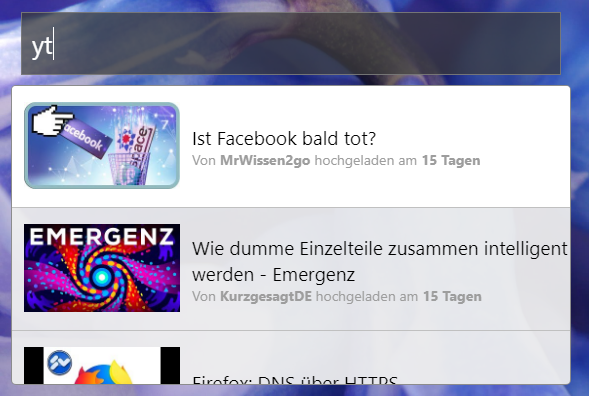 yt
facebook
space
7
Ist Facebook bald tot?
Von MrWissen2go hochgeladen am 15 Tagen
EMERGENZ
Wie dumme Einzelteile zusammen intelligent
werden - Emergenz
Von KurzgesagtDE hochgeladen am 15 Tagen
Firefox: DNS über HTTPS